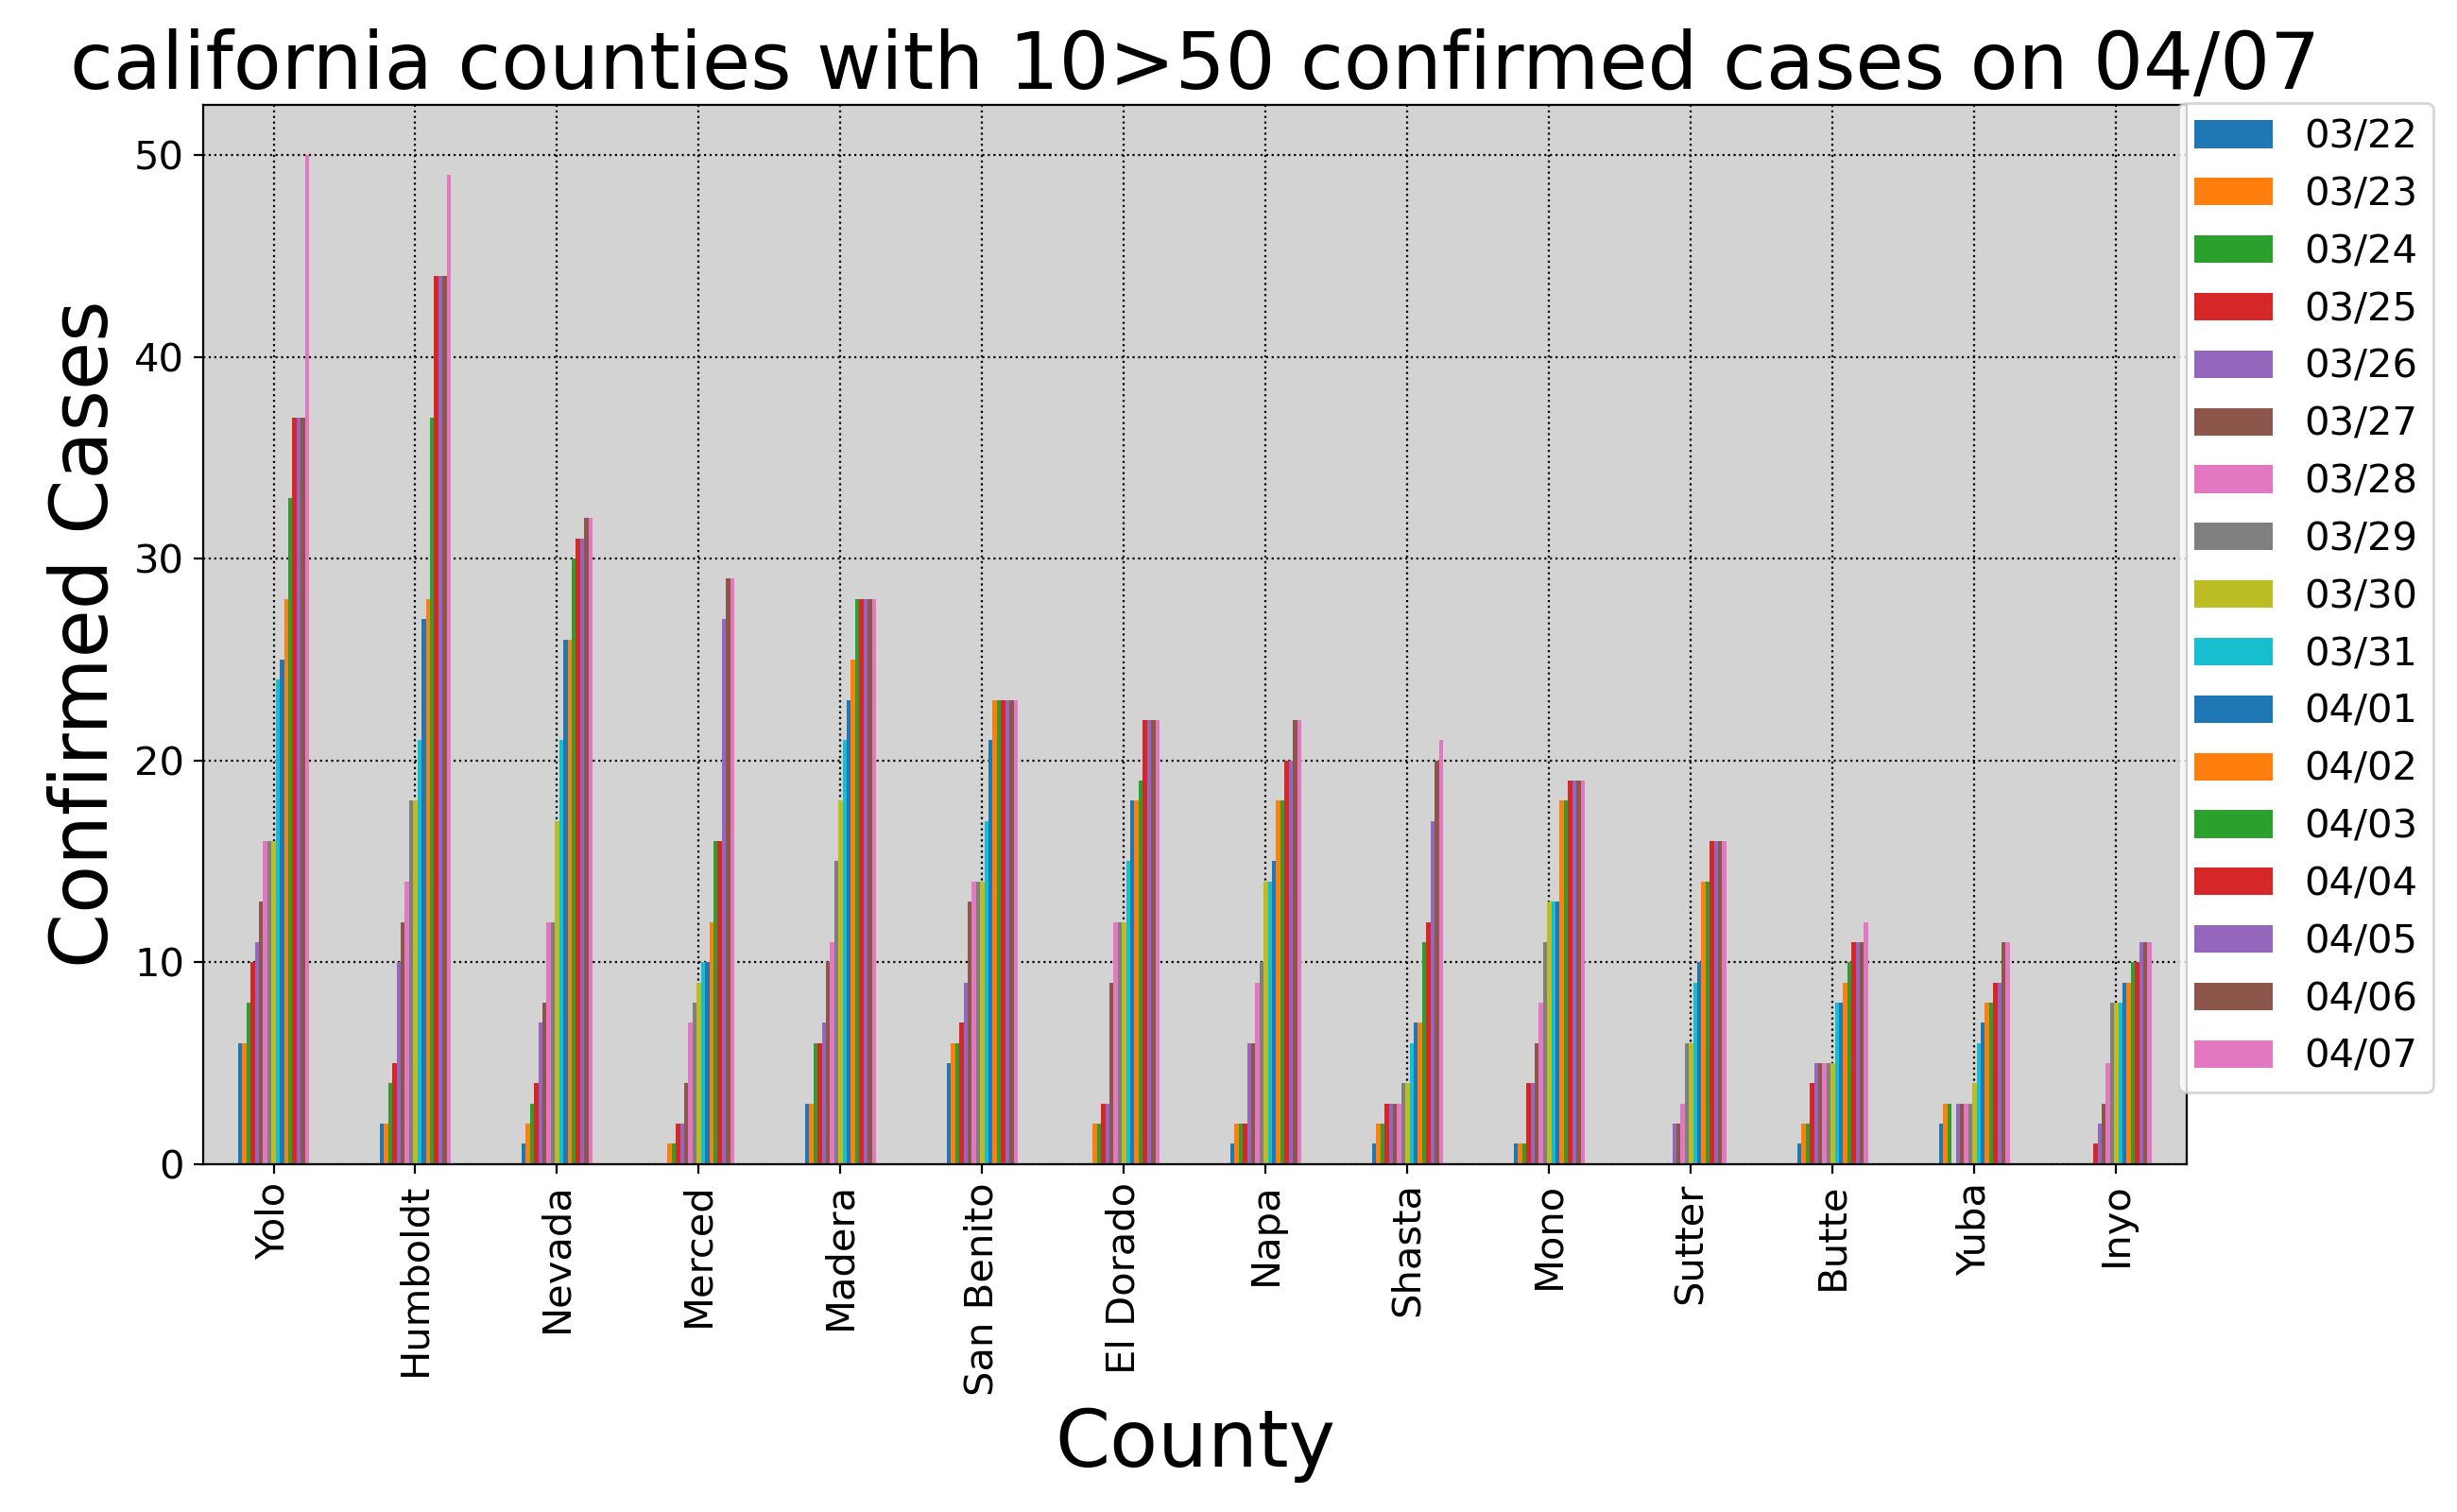 california counties with 10>50 confirmed cases on 04/07
Confirmed Cases
50
40
30
20
10
0
Yolo
Humboldt
Nevada
Merced
Madera
San Benito
El Dorado
Napa
Shasta
Mono
Sutter
Butte
Yuba
Inyo
County
03/22
03/23
03/24
03/25
03/26
03/27
03/28
03/29
03/30
03/31
04/01
04/02
04/03
04/04
04/05
04/06
04/07